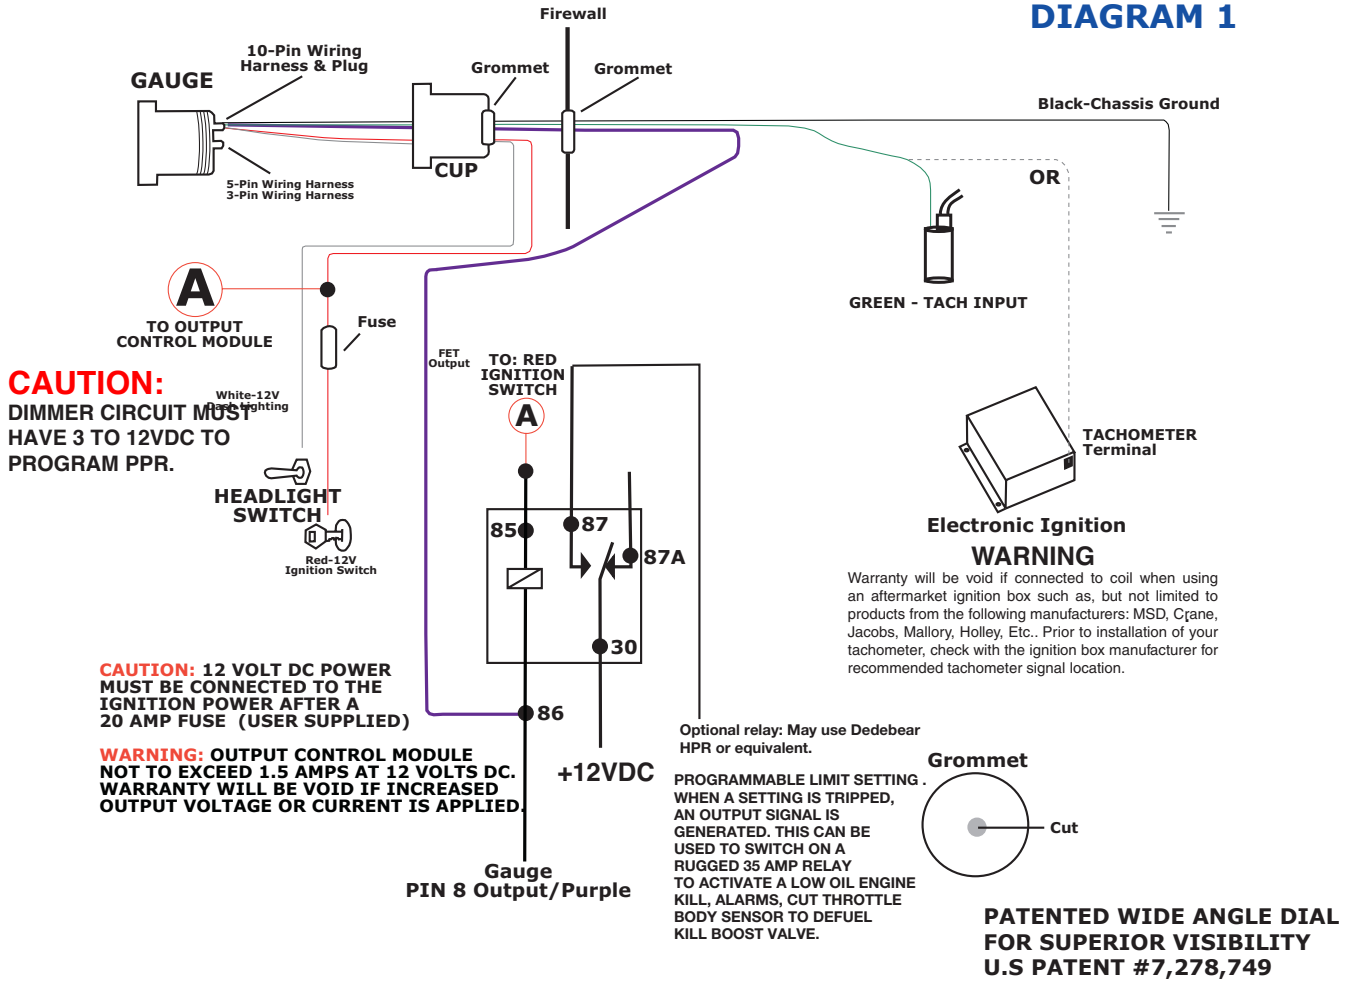 DIAGRAM 1
Firewall
10-Pin Wiring
Harness & Plug
GAUGE
Grommet
Grommet
Black-Chassis Ground
CUP
OR
5-Pin Wiring Harness
3-Pin Wiring Harness
A
TO OUTPUT
CONTROL MODULE
Fuse
GREEN - TACH INPUT
FET
Output
TO: RED
IGNITION
SWITCH
A
CAUTION:
DIMMER CIRCUIT MUST
HAVE 3 TO 12VDC TO
PROGRAM PPR.
White-12V
Dash Lighting
HEADLIGHT
SWITCH
Red-12V
Ignition Switch
TACHOMETER
Terminal
Electronic Ignition
85
87
87A
30
86
WARNING
Warranty will be void if connected to coil when using
an aftermarket ignition box such as, but not limited to
products from the following manufacturers: MSD, Crane,
Jacobs, Mallory, Holley, Etc.. Prior to installation of your
tachometer, check with the ignition box manufacturer for
recommended tachometer signal location.
CAUTION: 12 VOLT DC POWER
MUST BE CONNECTED TO THE
IGNITION POWER AFTER A
20 AMP FUSE (USER SUPPLIED)
WARNING: OUTPUT CONTROL MODULE
NOT TO EXCEED 1.5 AMPS AT 12 VOLTS DC.
WARRANTY WILL BE VOID IF INCREASED
OUTPUT VOLTAGE OR CURRENT IS APPLIED.
+12VDC
Gauge
PIN 8 Output/Purple
Optional relay: May use Dedebear
HPR or equivalent.
PROGRAMMABLE LIMIT SETTING .
WHEN A SETTING IS TRIPPED,
AN OUTPUT SIGNAL IS
GENERATED. THIS CAN BE
USED TO SWITCH ON A
RUGGED 35 AMP RELAY
TO ACTIVATE A LOW OIL ENGINE
KILL, ALARMS, CUT THROTTLE
BODY SENSOR TO DEFUEL
KILL BOOST VALVE.
Grommet
Cut
PATENTED WIDE ANGLE DIAL
FOR SUPERIOR VISIBILITY
U.S PATENT #7,278,749